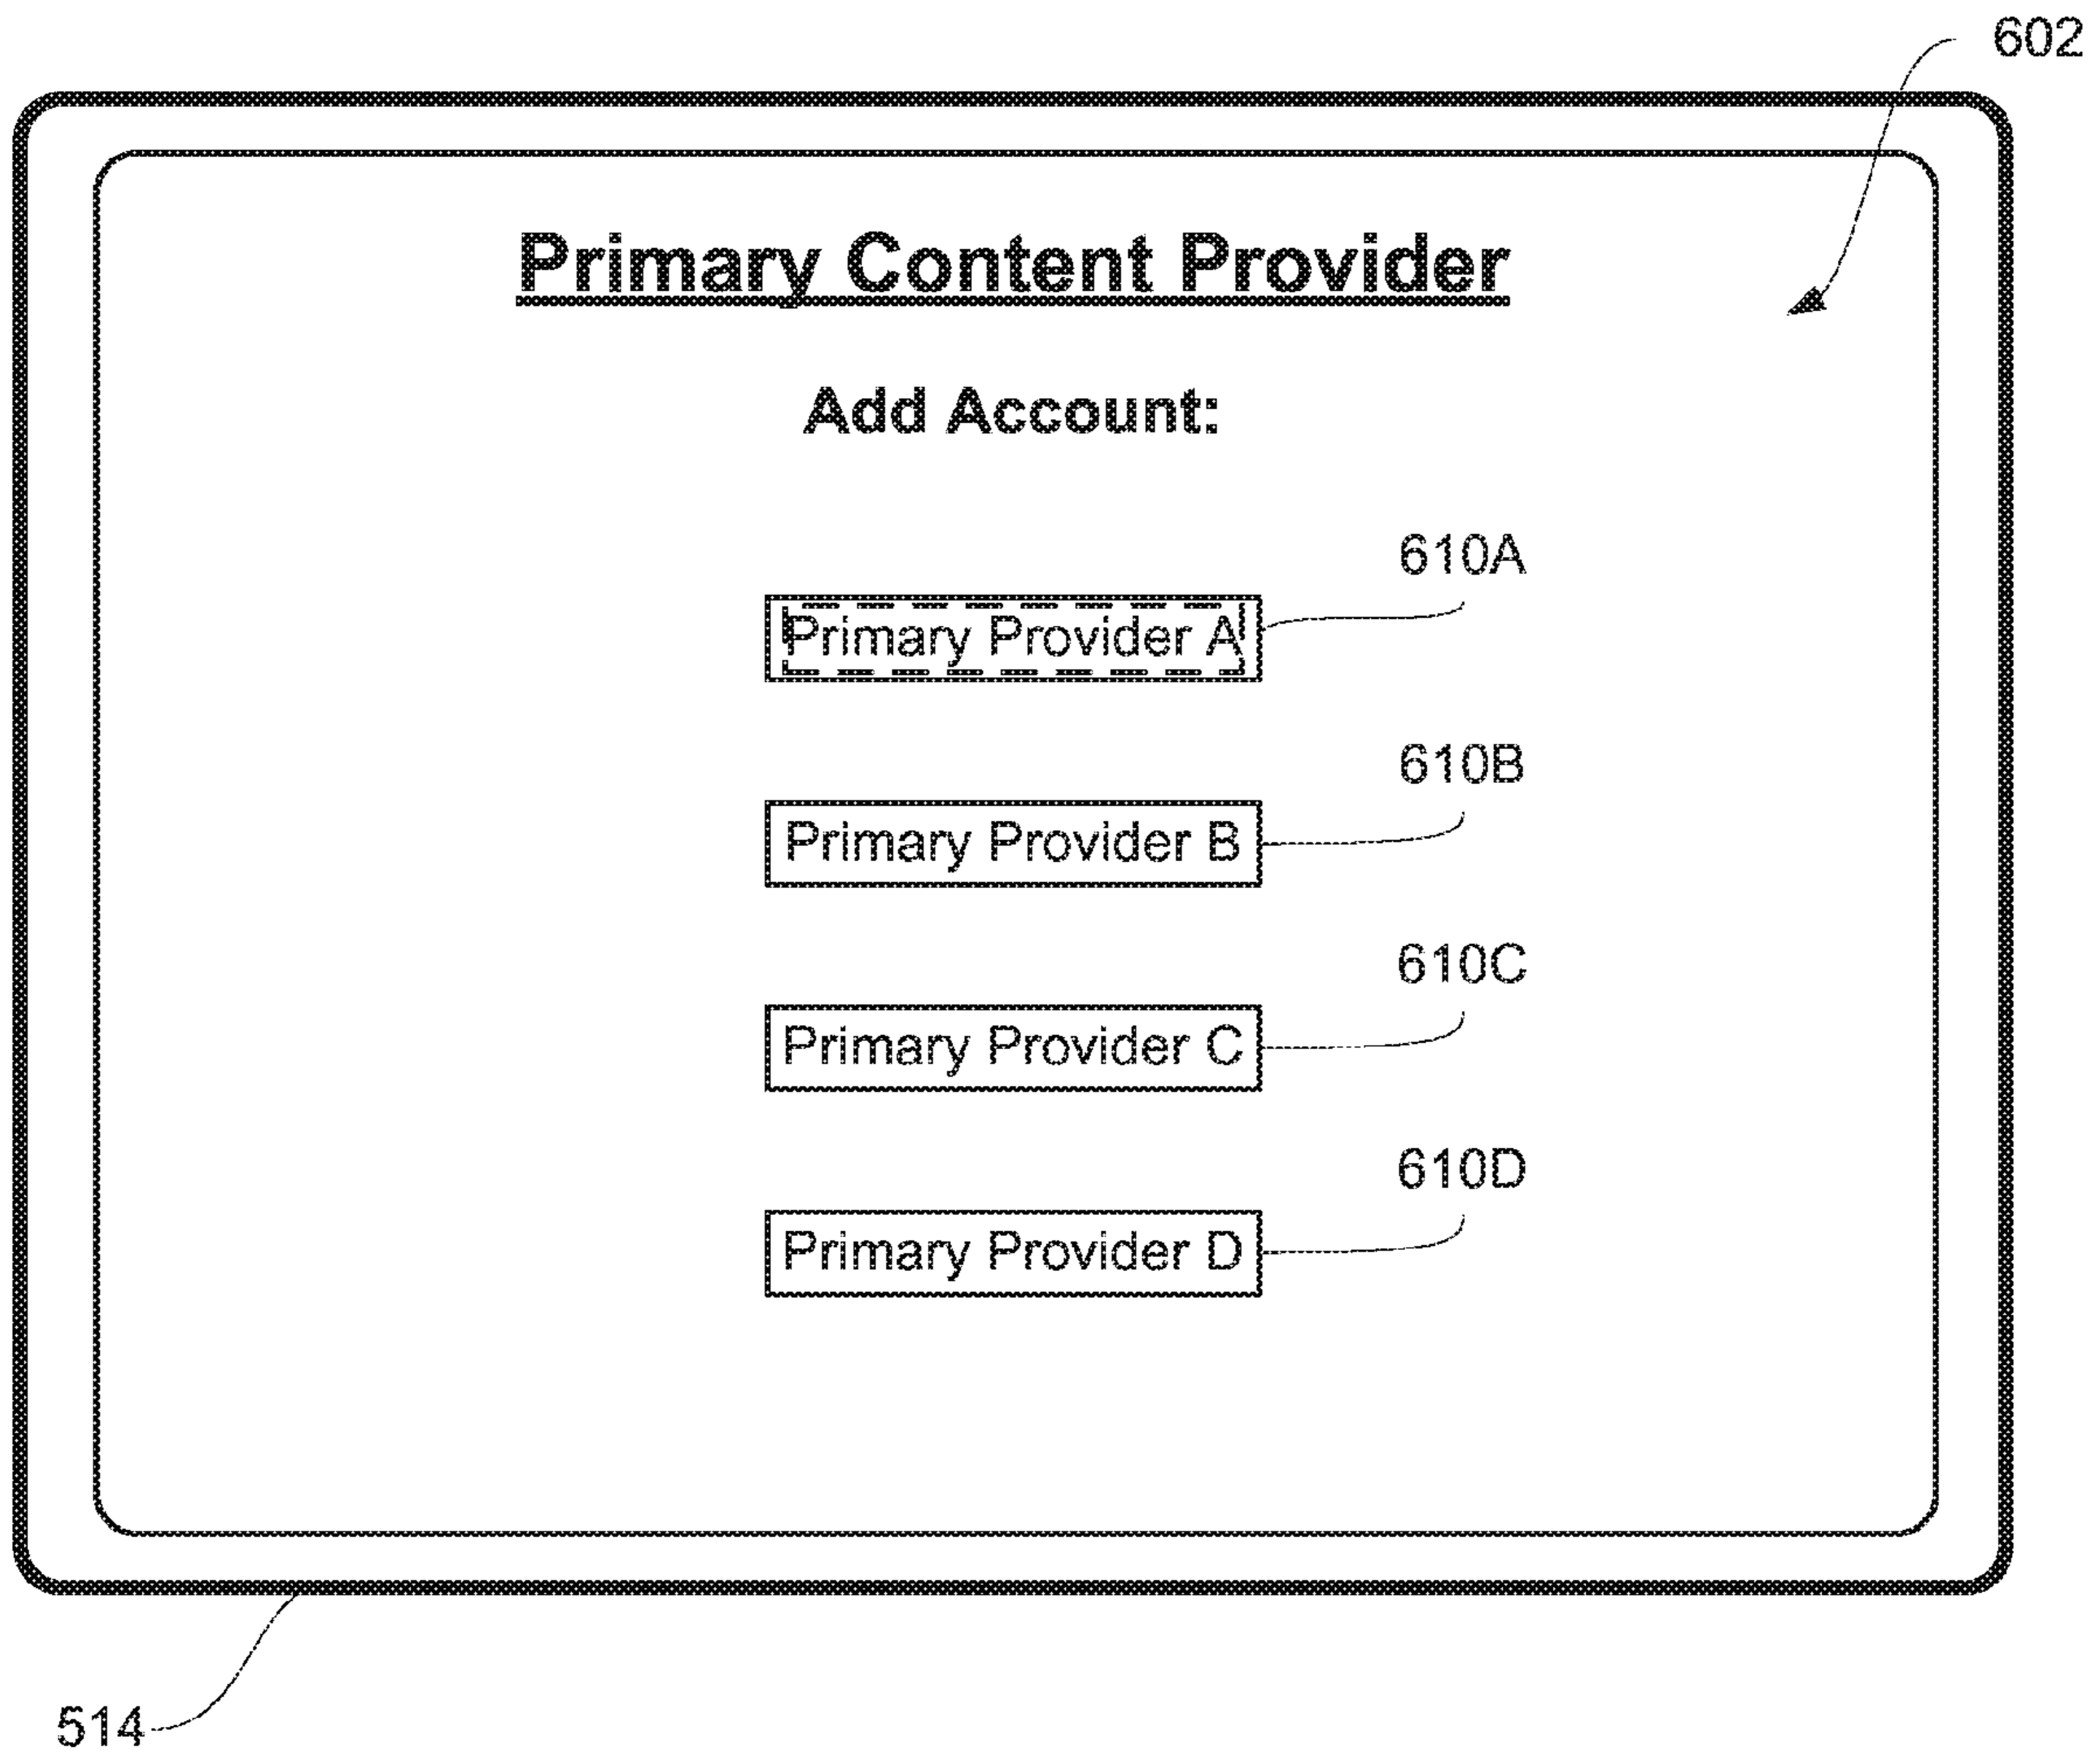 602
Primary Content Provider
Add Account:
610A
Primary Provider A
610B
Primary Provider B
610C
Primary Provider C
610D
Primary Provider D
514